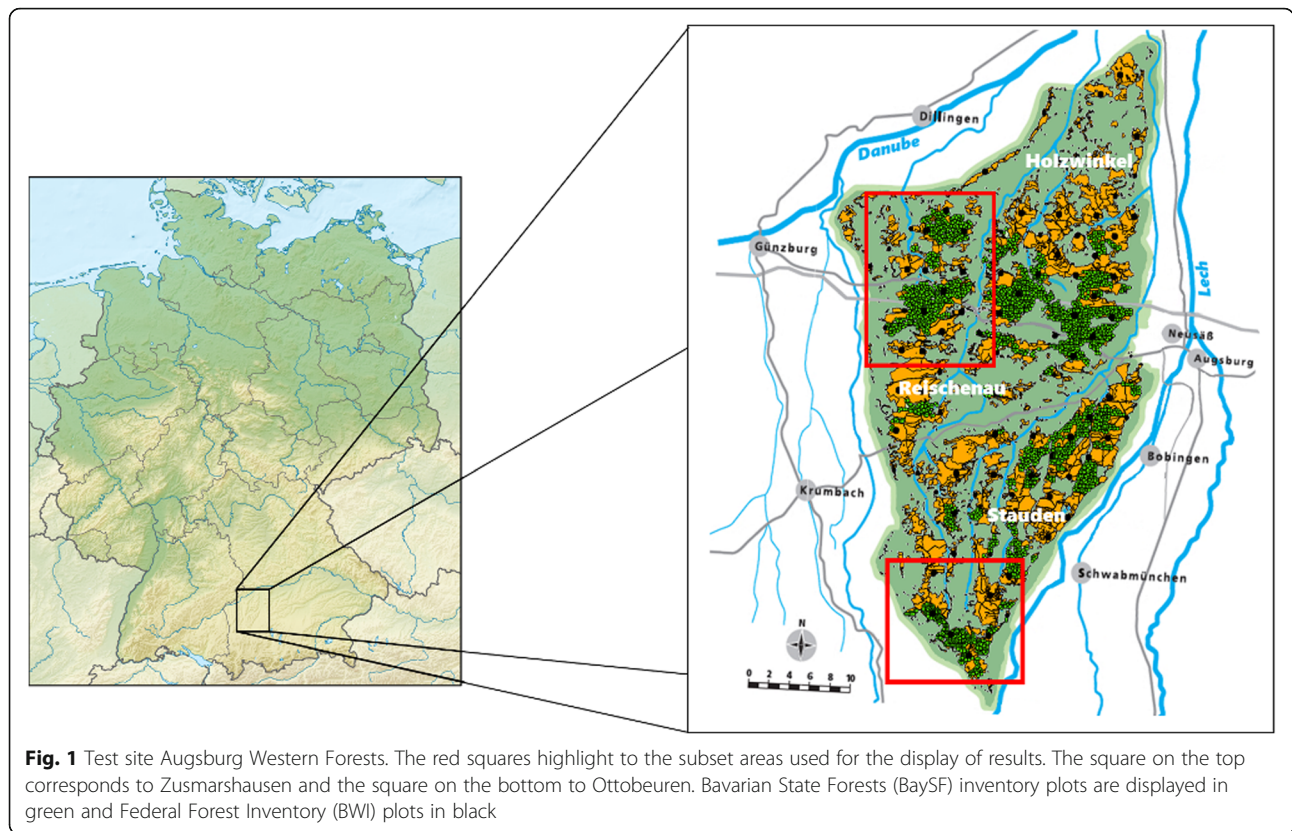 Dillingen
Danube
Holzwinkel
Günzburg
Lech
Neusäß
Augsburg
Reischenau
Bobingen
Krumbach
Stauden
Schwabmünchen
N
0 2 4 6 8 10
Fig. 1 Test site Augsburg Western Forests. The red squares highlight to the subset areas used for the display of results. The square on the top
corresponds to Zusmarshausen and the square on the bottom to Ottobeuren. Bavarian State Forests (BaySF) inventory plots are displayed in
green and Federal Forest Inventory (BWI) plots in black